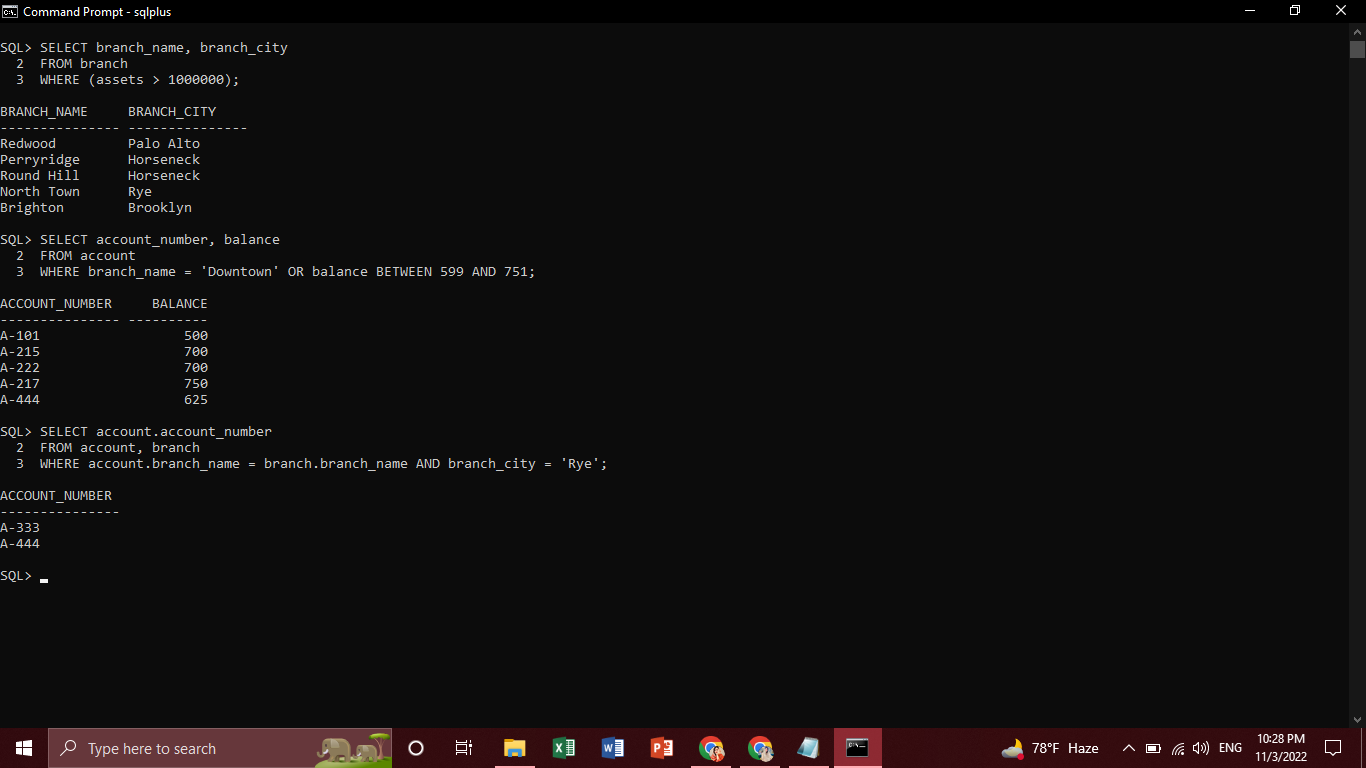 Command Prompt - sqlplus
SQL> SELECT branch_name, branch_city
  2  FROM branch
  3  WHERE (assets > 1000000);
BRANCH_NAME     BRANCH_CITY
--------------- ---------------
Redwood         Palo Alto
Perryridge      Horseneck
Round Hill      Horseneck
North Town      Rye
Brighton        Brooklyn
SQL> SELECT account_number, balance
  2  FROM account
  3  WHERE branch_name = 'Downtown' OR balance BETWEEN 599 AND 751;
ACCOUNT_NUMBER     BALANCE
--------------- ----------
A-101                  500
A-215                  700
A-222                  700
A-217                  750
A-444                  625
SQL> SELECT account.account_number
  2  FROM account, branch
  3  WHERE account.branch_name = branch.branch_name AND branch_city = 'Rye';
ACCOUNT_NUMBER
---------------
A-333
A-444
SQL>
Type here to search
78°F Haze
ENG
10:28 PM
11/3/2022